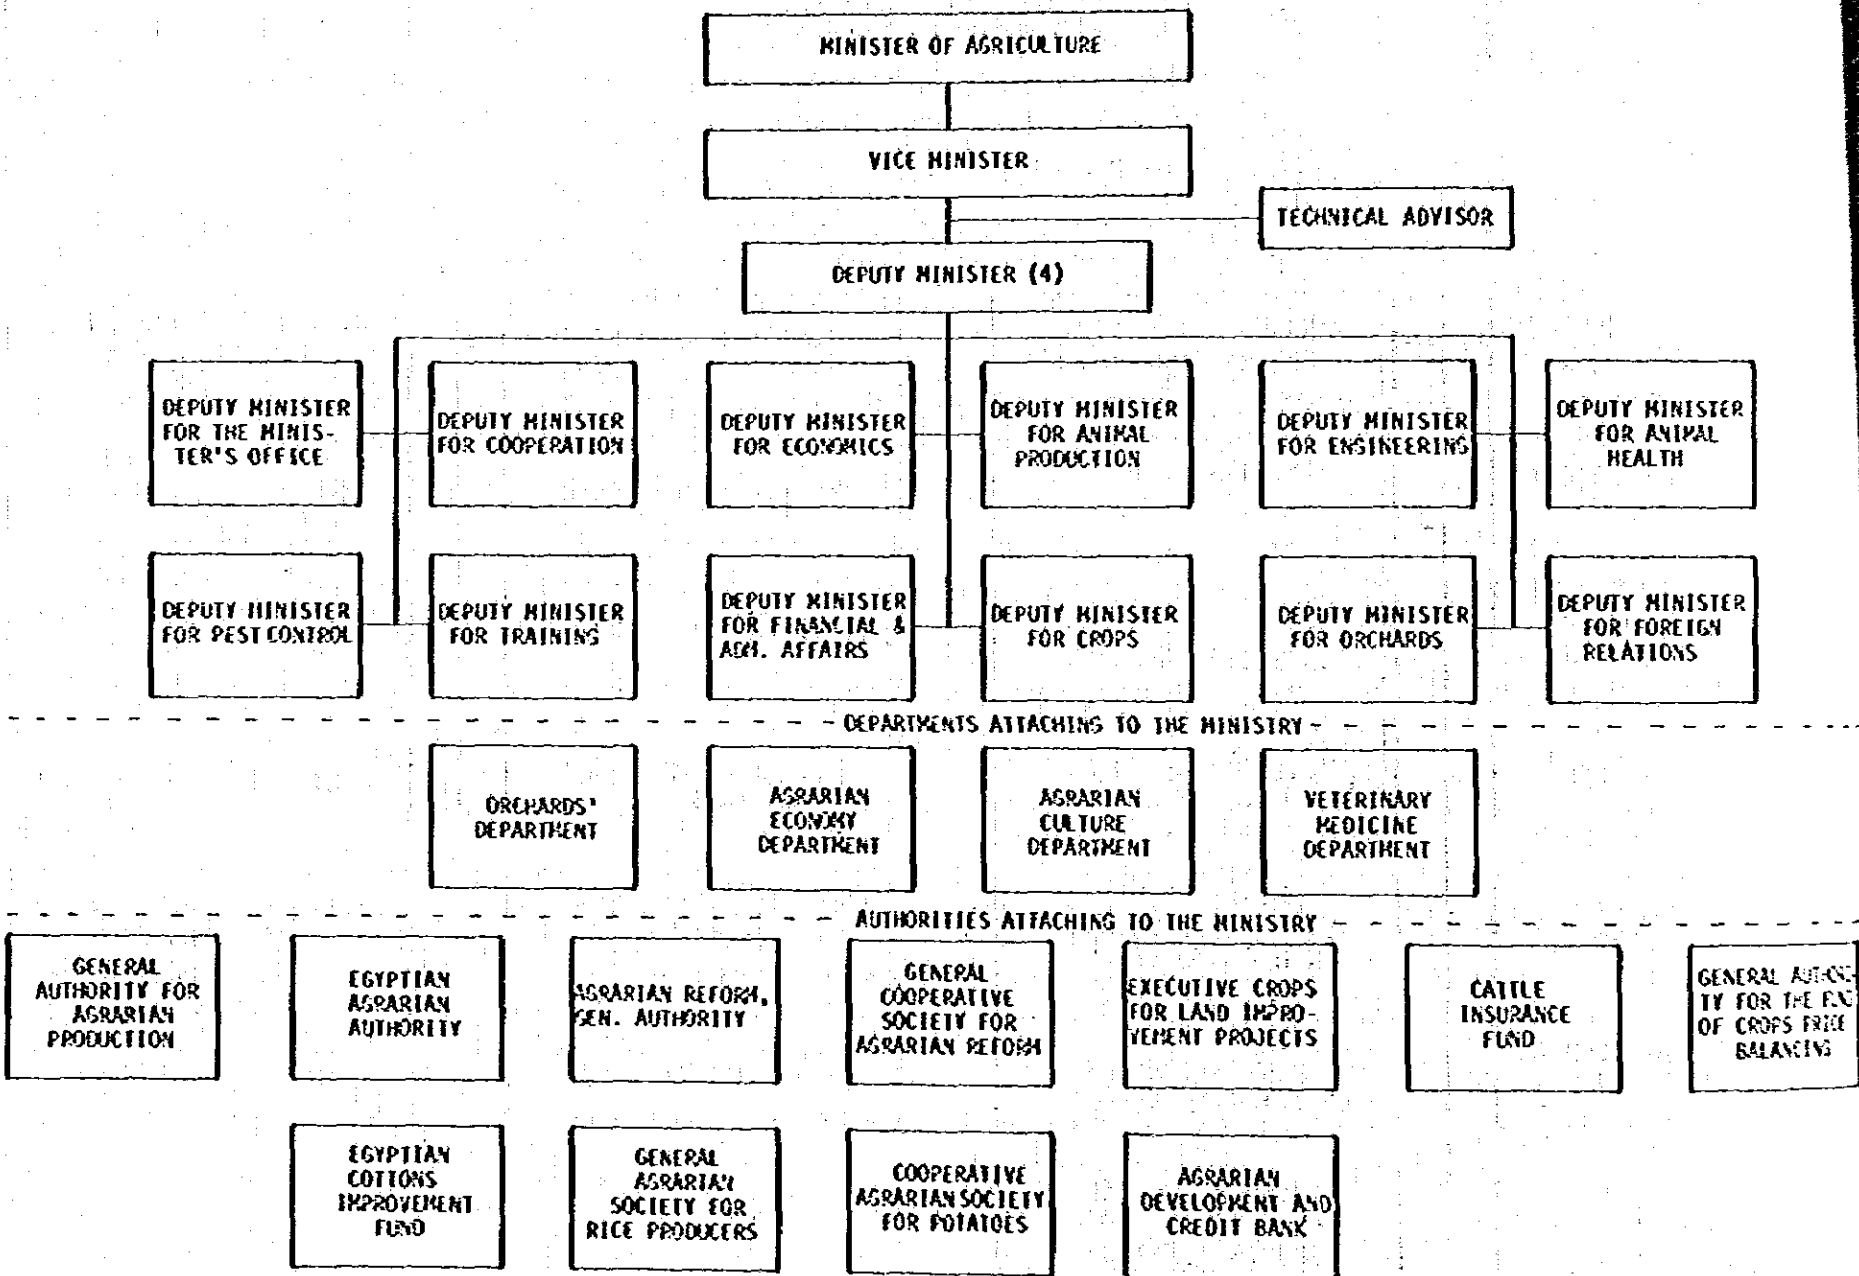 MINISTER OF AGRICULTURE
VICE MINISTER
TECHNICAL ADVISOR
DEPUTY MINISTER (4)
DEPUTY MINISTER
FOR THE MINIS-
TER'S OFFICE
DEPUTY MINISTER
FOR COOPERATION
DEPUTY MINISTER
FOR ECONOMICS
DEPUTY MINISTER
FOR ANIMAL
PRODUCTION
DEPUTY MINISTER
FOR ENGINEERING
DEPUTY MINISTER
FOR ANIMAL
HEALTH
DEPUTY MINISTER
FOR PEST CONTROL
DEPUTY MINISTER
FOR TRAINING
DEPUTY MINISTER
FOR FINANCIAL &
ADM. AFFAIRS
DEPUTY MINISTER
FOR CROPS
DEPUTY MINISTER
FOR ORCHARDS
DEPUTY MINISTER
FOR FOREIGN
RELATIONS
DEPARTMENTS ATTACHING TO THE MINISTRY
ORCHARDS'
DEPARTMENT
AGRARIAN
ECONOMY
DEPARTMENT
AGRARIAN
CULTURE
DEPARTMENT
VETERINARY
MEDICINE
DEPARTMENT
AUTHORITIES ATTACHING TO THE MINISTRY
GENERAL
AUTHORITY FOR
AGRARIAN
PRODUCTION
EGYPTIAN
AGRARIAN
AUTHORITY
AGRARIAN REFORM,
GEN. AUTHORITY
GENERAL
COOPERATIVE
SOCIETY FOR
AGRARIAN REFORM
EXECUTIVE CROPS
FOR LAND IMPRO-
VEMENT PROJECTS
CATTLE
INSURANCE
FUND
GENERAL
TY FOR THE
OF CROPS PRICE
BALANCING
EGYPTIAN
COTTONS
IMPROVEMENT
FUND
GENERAL
AGRARIAN
SOCIETY FOR
RICE PRODUCERS
COOPERATIVE
AGRARIAN SOCIETY
FOR POTATOES
AGRARIAN
DEVELOPMENT AND
CREDIT BANK